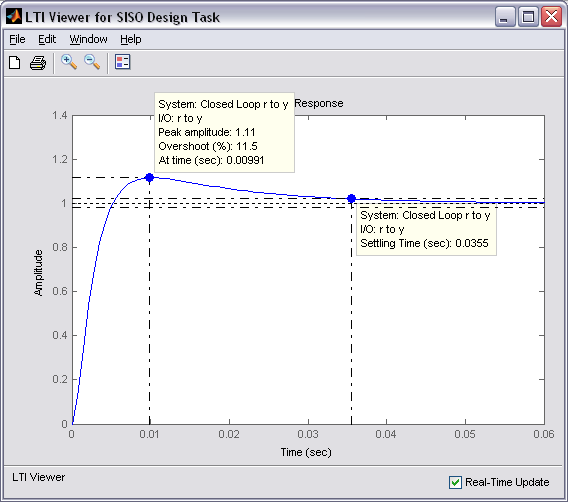 LTI Viewer for SISO Design Task
File Edit Window Help
Response
System: Closed Loop r to y
I/O: r to y
Peak amplitude: 1.11
Overshoot (%): 11.5
At time (sec): 0.00991
System: Closed Loop r to y
I/O: r to y
Settling Time (sec): 0.0355
Amplitude
1.4
1.2
1
0.8
0.6
0.4
0.2
0
0 0.01 0.02 0.03 0.04 0.05 0.06
Time (sec)
LTI Viewer
Real-Time Update